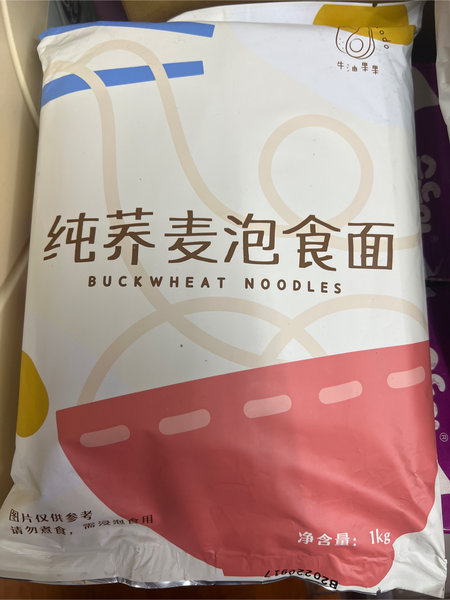 牛油果果
纯荞麦泡食面
BUCKWHEAT NOODLES
图片仅供参考
请勿煮食，需浸泡食用
净含量：1kg
B20220917